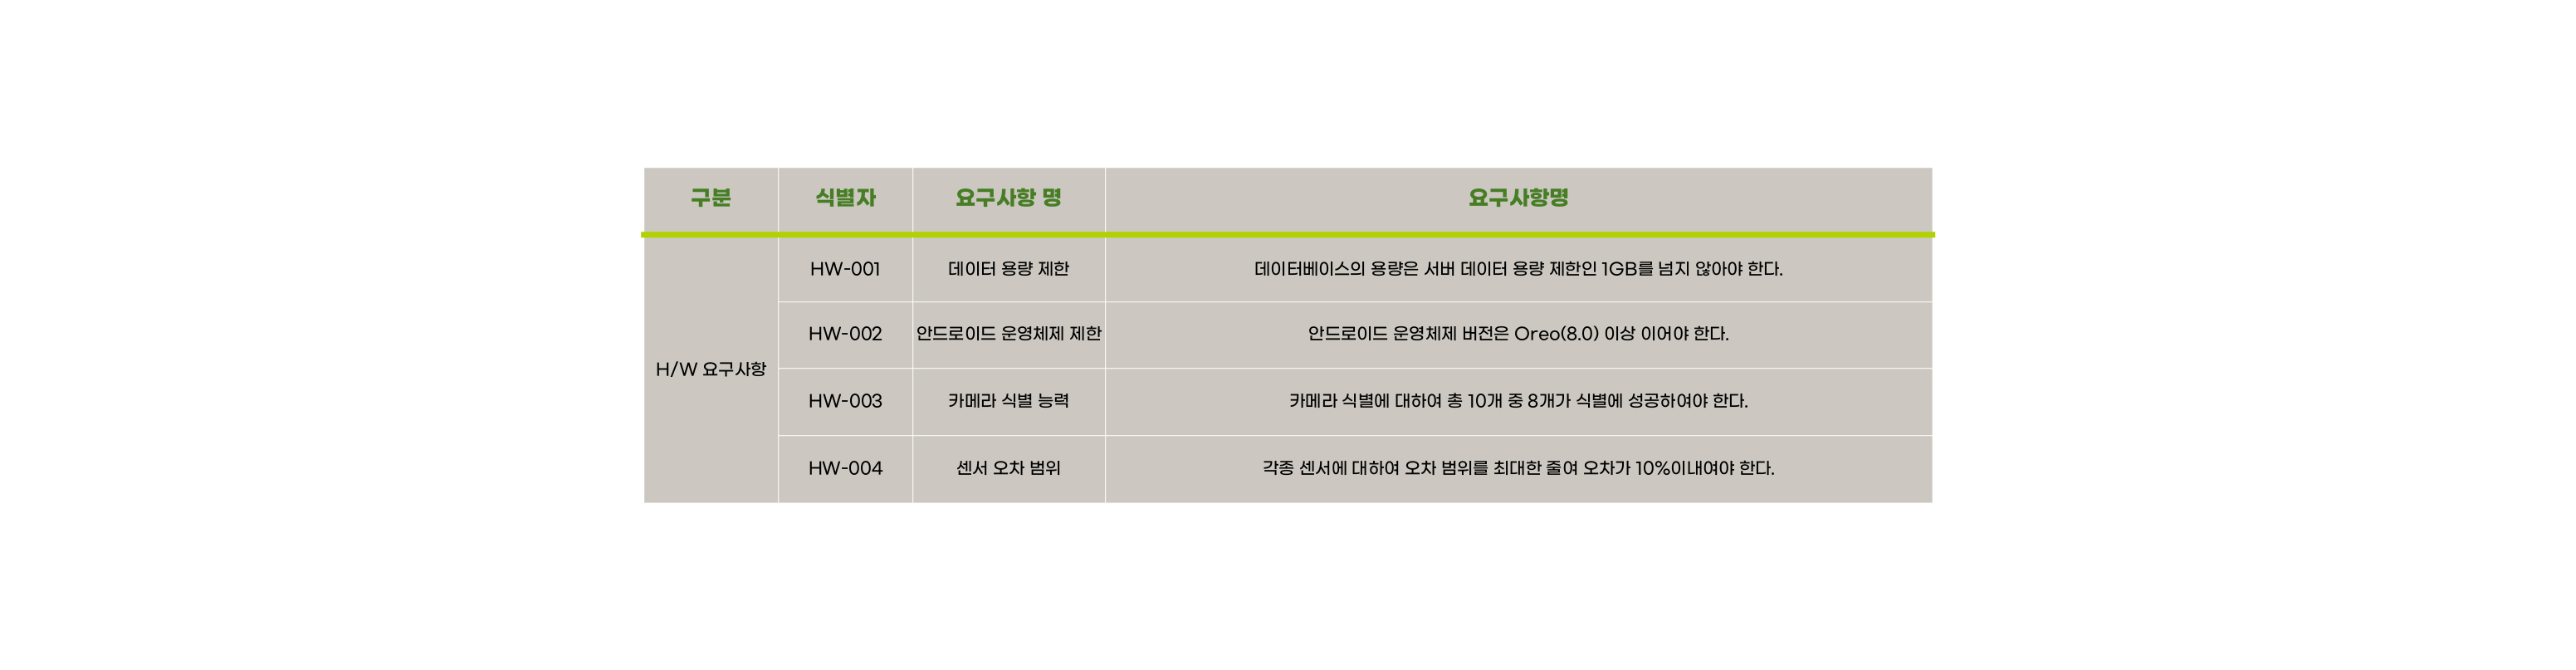 구분 식별자 요구사항 명 요구사항명
HW-001 데이터 용량 제한 데이터베이스의 용량은 서버 데이터 용량 제한인 1GB를 넘지 않아야 한다.
HW-002 안드로이드 운영체제 제한 안드로이드 운영체제 버전은 Oreo(8.0) 이상 이어야 한다.
H/W 요구사항
HW-003 카메라 식별 능력 카메라 식별에 대하여 총 10개 중 8개가 식별에 성공하여야 한다.
HW-004 센서 오차 범위 각종 센서에 대하여 오차 범위를 최대한 줄여 오차가 10%이내여야 한다.